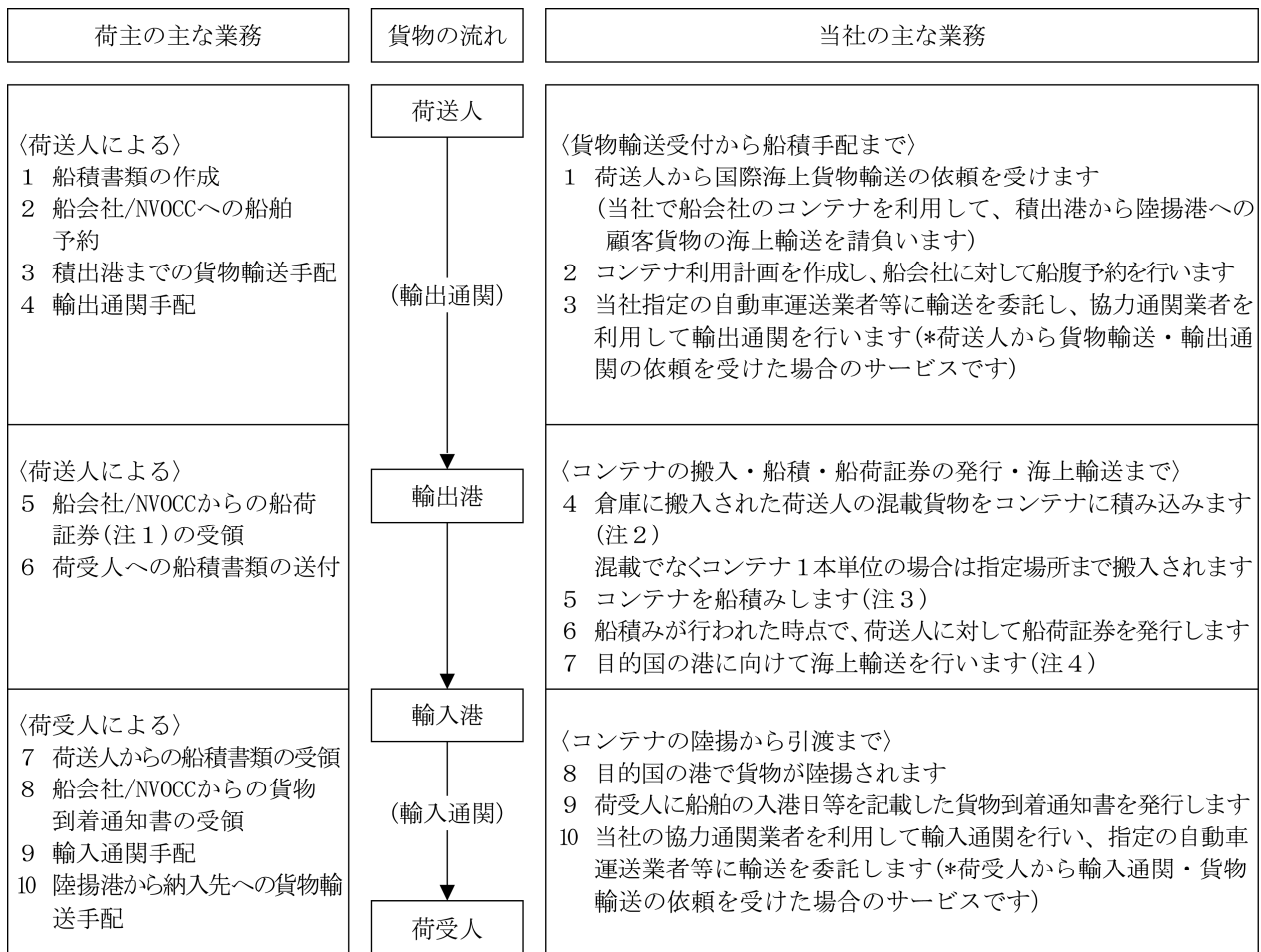 荷主の主な業務
貨物の流れ
当社の主な業務
荷送人
〈荷送人による〉
1 船積書類の作成
2 船会社/NVOCCへの船舶
予約
3 積出港までの貨物輸送手配
4 輸出通関手配
(輸出通関)
〈貨物輸送受付から船積手配まで〉
1 荷送人から国際海上貨物輸送の依頼を受けます
(当社で船会社のコンテナを利用して、積出港から陸揚港への
顧客貨物の海上輸送を請負います)
2 コンテナ利用計画を作成し、船会社に対して船腹予約を行います
3 当社指定の自動車運送業者等に輸送を委託し、協力通関業者を
利用して輸出通関を行います(*荷送人から貨物輸送・輸出通
関の依頼を受けた場合のサービスです)
〈荷送人による〉
5 船会社/NVOCCからの船荷
証券(注1)の受領
6 荷受人への船積書類の送付
輸出港
〈コンテナの搬入・船積・船荷証券の発行・海上輸送まで〉
4 倉庫に搬入された荷送人の混載貨物をコンテナに積み込みます
(注2)
混載でなくコンテナ1本単位の場合は指定場所まで搬入されます
5 コンテナを船積みします(注3)
6 船積みが行われた時点で、荷送人に対して船荷証券を発行します
7 目的国の港に向けて海上輸送を行います(注4)
輸入港
〈荷受人による〉
7 荷送人からの船積書類の受領
8 船会社/NVOCCからの貨物
到着通知書の受領
9 輸入通関手配
10 陸揚港から納入先への貨物輸
送手配
(輸入通関)
荷受人
〈コンテナの陸揚から引渡まで〉
8 目的国の港で貨物が陸揚されます
9 荷受人に船舶の入港日等を記載した貨物到着通知書を発行します
10 当社の協力通関業者を利用して輸入通関を行い、指定の自動車
運送業者等に輸送を委託します(*荷受人から輸入通関・貨物
輸送の依頼を受けた場合のサービスです)